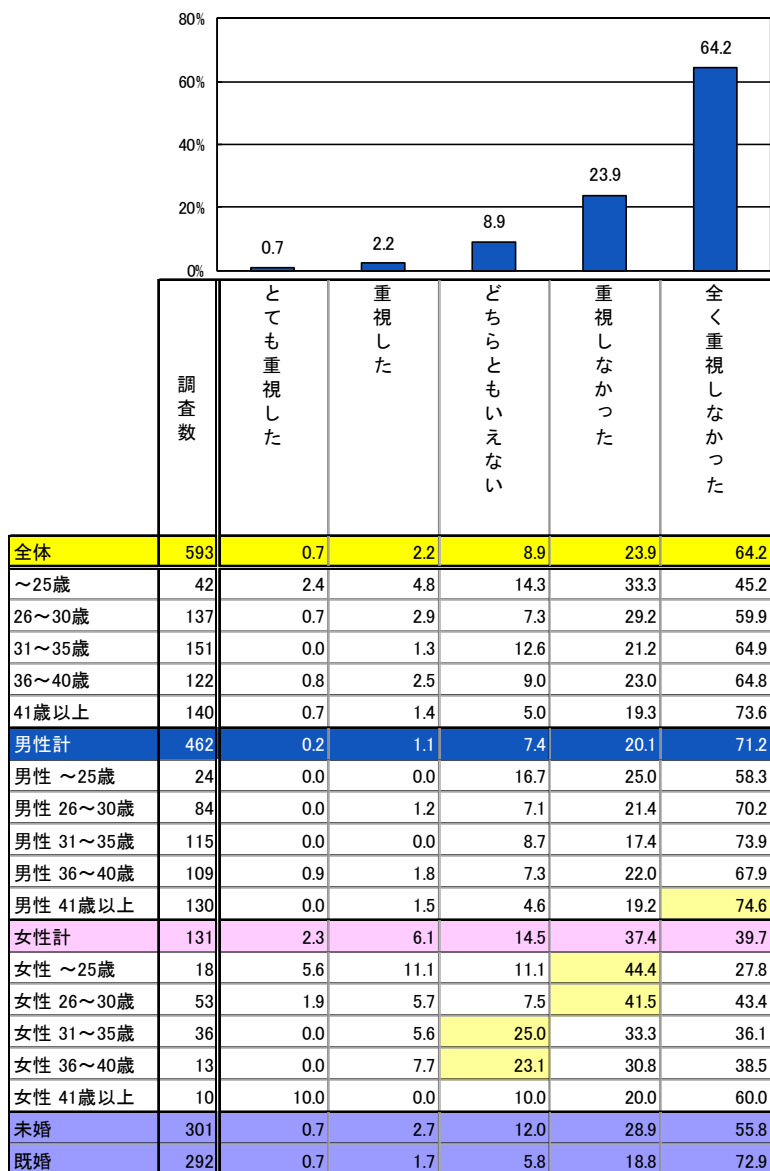 80%
60%
40%
20%
0%
0.7
2.2
8.9
23.9
64.2
調査数
とても重視した
重視した
どちらともいえない
重視しなかった
全く重視しなかった
全体 593 0.7 2.2 8.9 23.9 64.2
～25歳 42 2.4 4.8 14.3 33.3 45.2
26～30歳 137 0.7 2.9 7.3 29.2 59.9
31～35歳 151 0.0 1.3 12.6 21.2 64.9
36～40歳 122 0.8 2.5 9.0 23.0 64.8
41歳以上 140 0.7 1.4 5.0 19.3 73.6
男性計 462 0.2 1.1 7.4 20.1 71.2
男性 ～25歳 24 0.0 0.0 16.7 25.0 58.3
男性 26～30歳 84 0.0 1.2 7.1 21.4 70.2
男性 31～35歳 115 0.0 0.0 8.7 17.4 73.9
男性 36～40歳 109 0.9 1.8 7.3 22.0 67.9
男性 41歳以上 130 0.0 1.5 4.6 19.2 74.6
女性計 131 2.3 6.1 14.5 37.4 39.7
女性 ～25歳 18 5.6 11.1 11.1 44.4 27.8
女性 26～30歳 53 1.9 5.7 7.5 41.5 43.4
女性 31～35歳 36 0.0 5.6 25.0 33.3 36.1
女性 36～40歳 13 0.0 7.7 23.1 30.8 38.5
女性 41歳以上 10 10.0 0.0 10.0 20.0 60.0
未婚 301 0.7 2.7 12.0 28.9 55.8
既婚 292 0.7 1.7 5.8 18.8 72.9